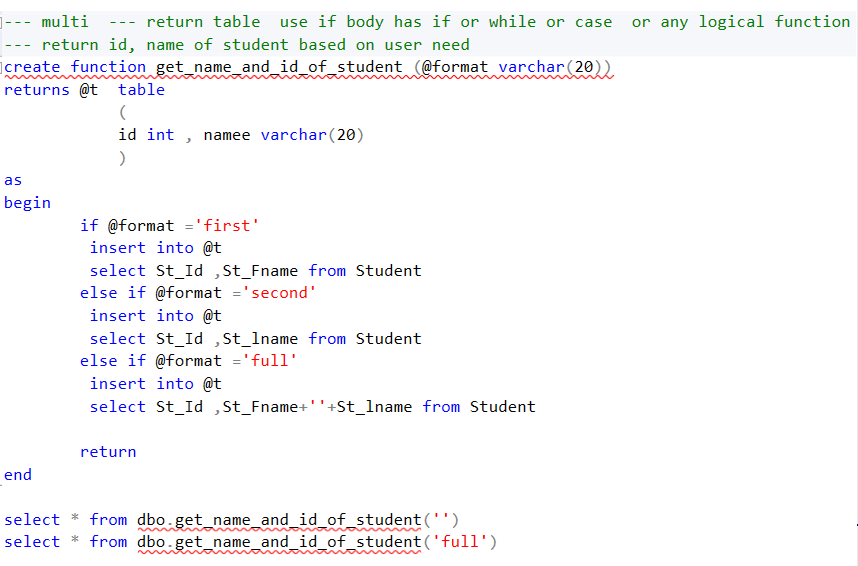 --- multi  --- return table  use if body has if or while or case  or any logical function
--- return id, name of student based on user need
create function get_name_and_id_of_student (@format varchar(20))
returns @t  table
(
id int , namee varchar(20)
)
as
begin
if @format ='first'
insert into @t
select St_Id ,St_Fname from Student
else if @format ='second'
insert into @t
select St_Id ,St_lname from Student
else if @format ='full'
insert into @t
select St_Id ,St_Fname+''+St_lname from Student
return
end
select * from dbo.get_name_and_id_of_student('')
select * from dbo.get_name_and_id_of_student('full')